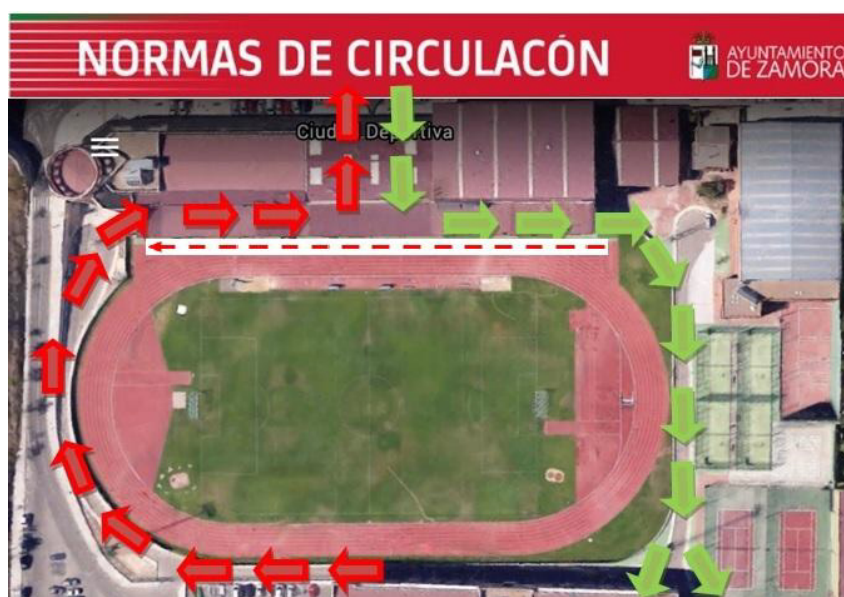 NORMAS DE CIRCULACÓN
AYUNTAMIENTO
DE ZAMORA
Ciudad Deportiva